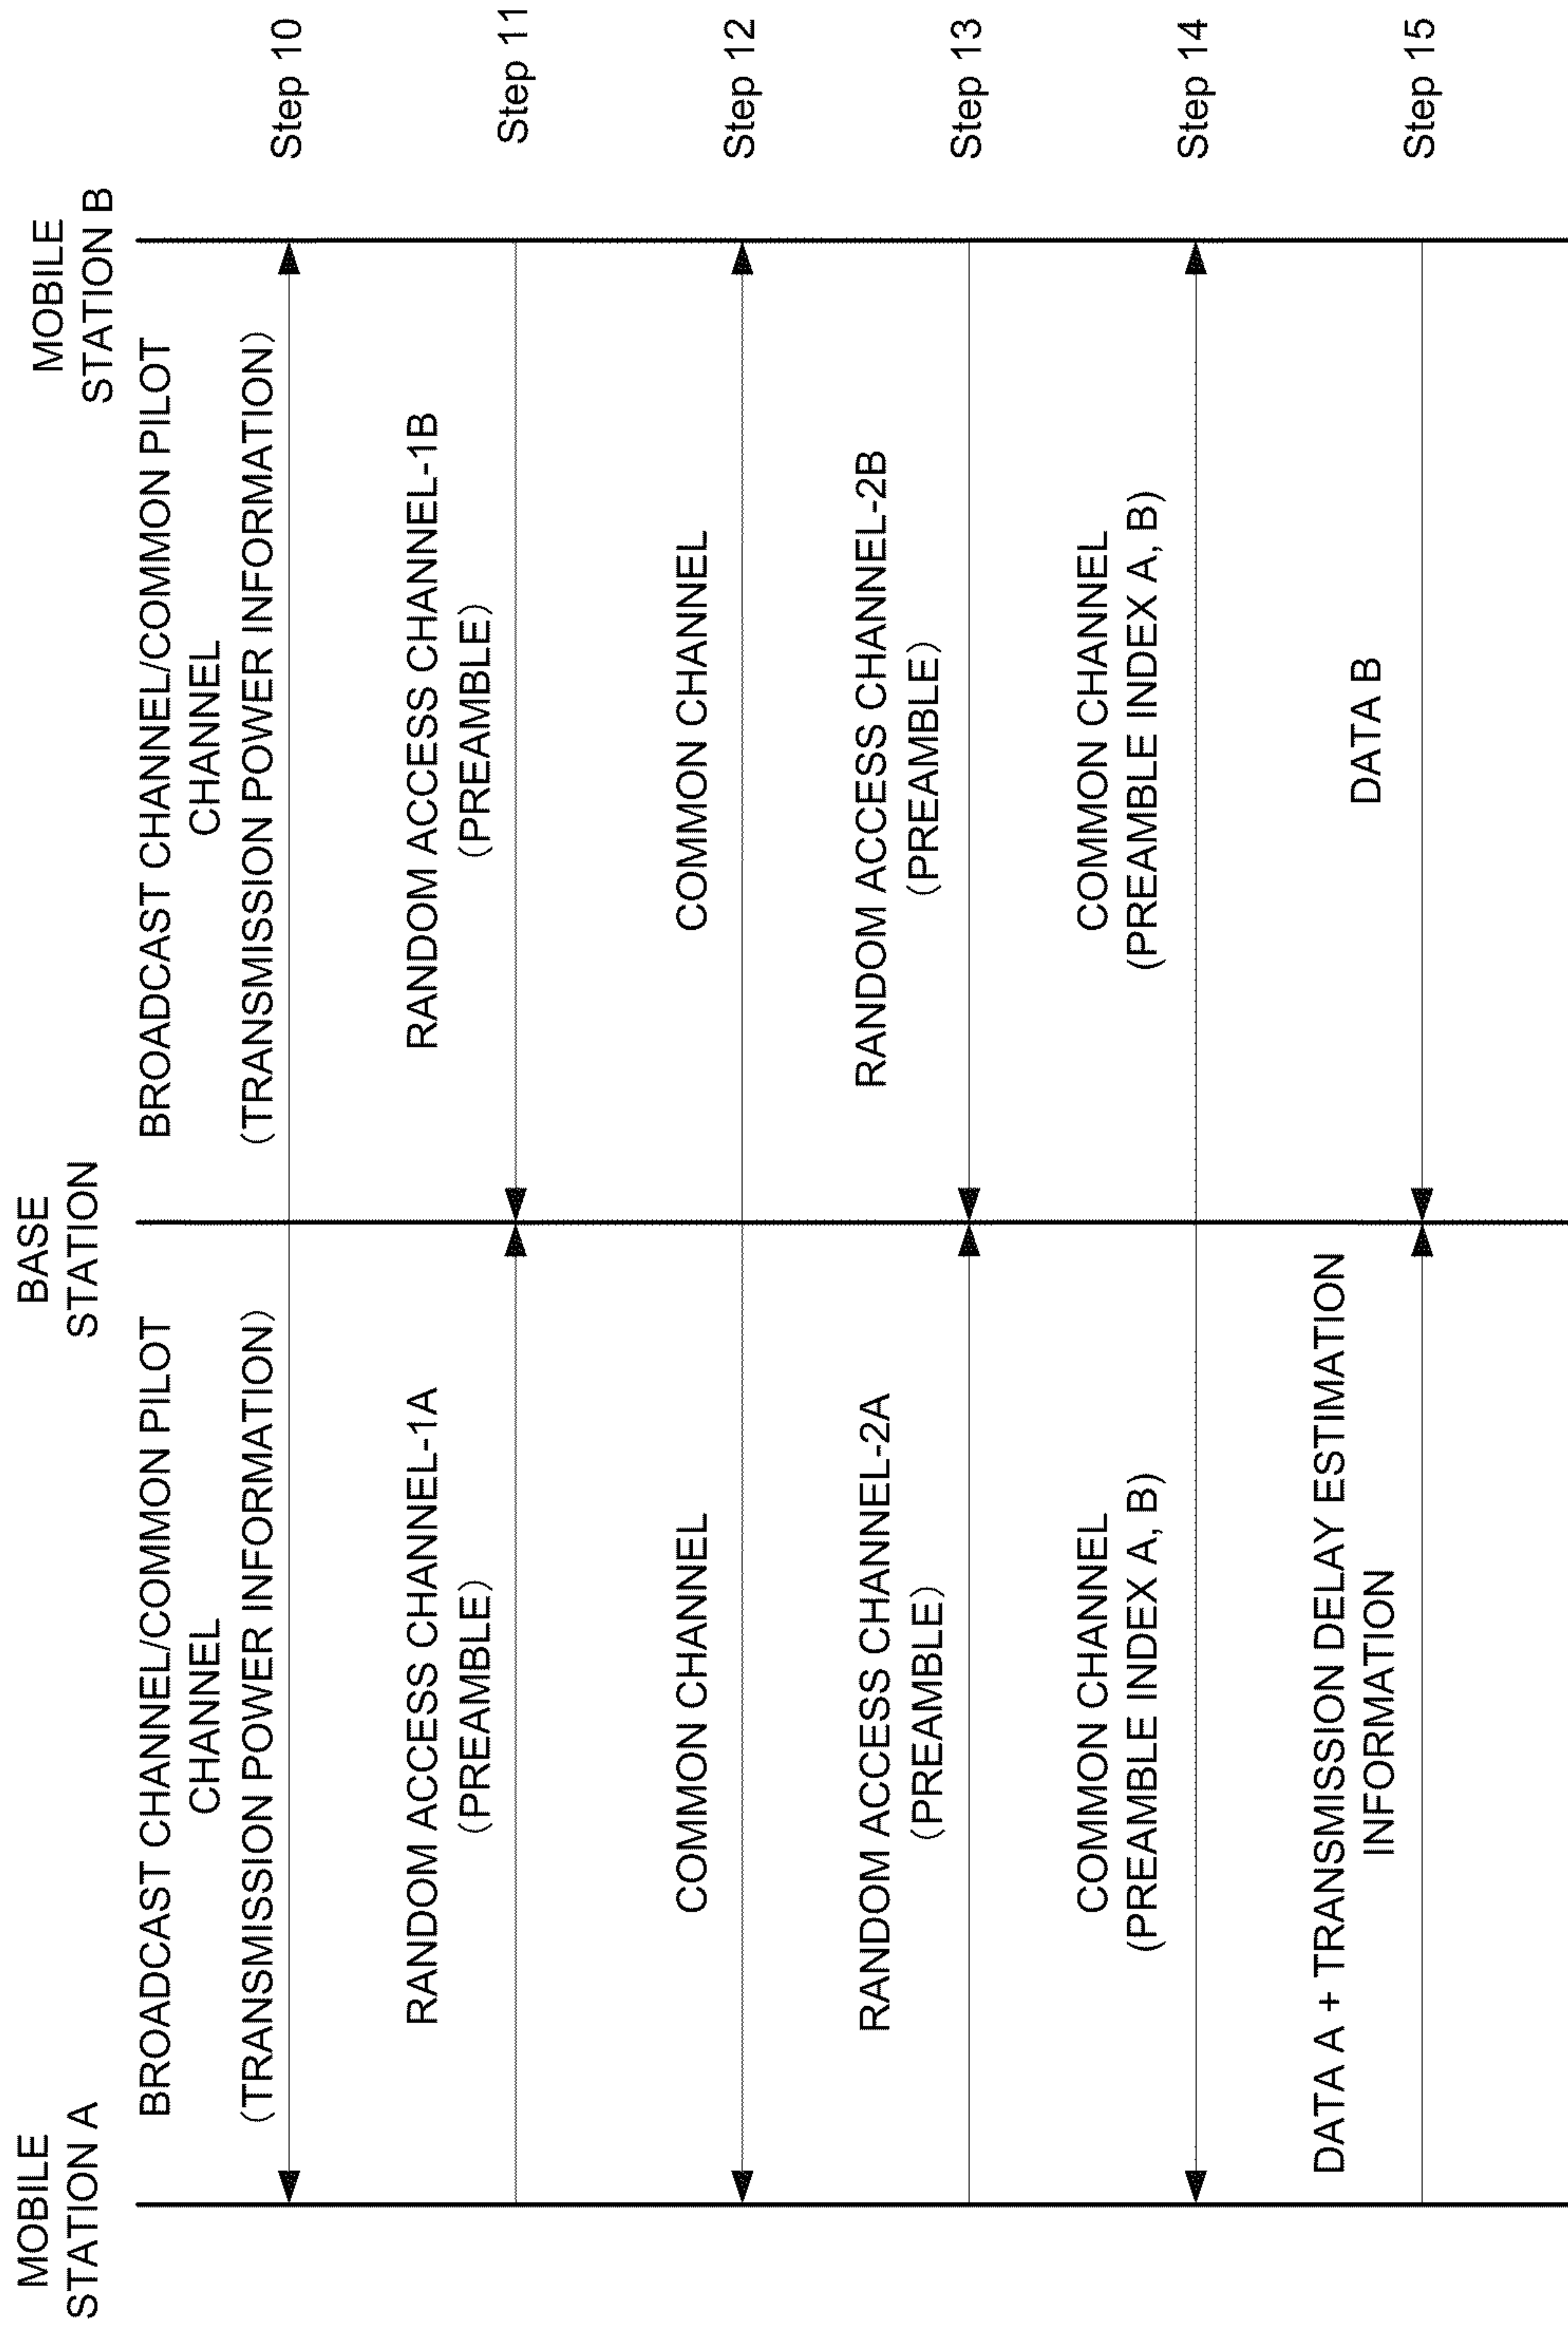 MOBILE
STATION A
BASE
STATION
MOBILE
STATION B
BROADCAST CHANNEL/COMMON PILOT
CHANNEL
(TRANSMISSION POWER INFORMATION)
BROADCAST CHANNEL/COMMON PILOT
CHANNEL
(TRANSMISSION POWER INFORMATION)
Step 10
RANDOM ACCESS CHANNEL-1A
(PREAMBLE)
RANDOM ACCESS CHANNEL-1B
(PREAMBLE)
Step 11
COMMON CHANNEL
COMMON CHANNEL
Step 12
RANDOM ACCESS CHANNEL-2A
(PREAMBLE)
RANDOM ACCESS CHANNEL-2B
(PREAMBLE)
Step 13
COMMON CHANNEL
(PREAMBLE INDEX A, B)
COMMON CHANNEL
(PREAMBLE INDEX A, B)
Step 14
DATA A + TRANSMISSION DELAY ESTIMATION
INFORMATION
DATA B
Step 15